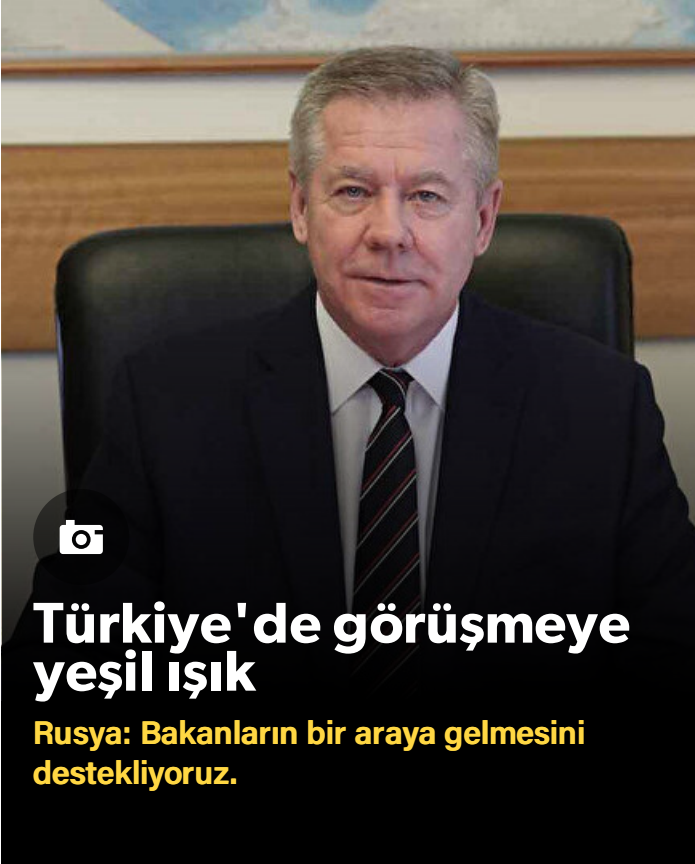 Türkiye'de görüşmeye
yeşil ışık
Rusya: Bakanların bir araya gelmesini
destekliyoruz.